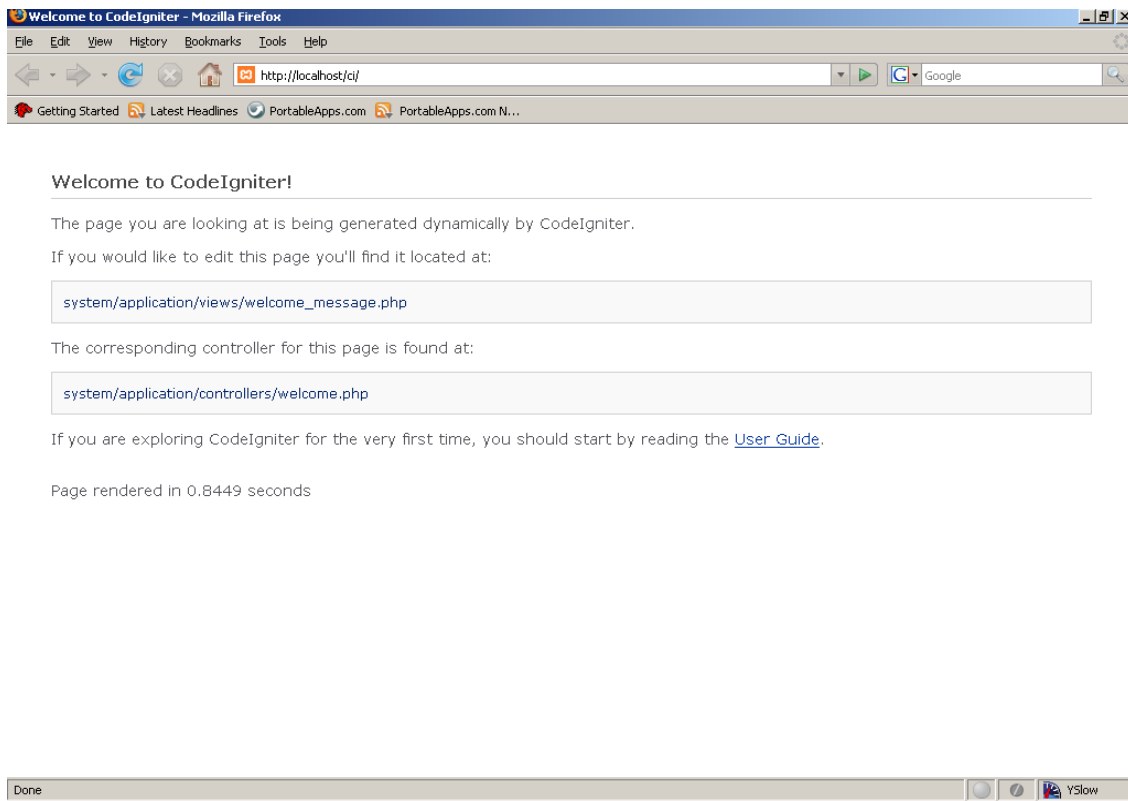 Welcome to CodeIgniter - Mozilla Firefox
File Edit View History Bookmarks Tools Help
http://localhost/ci/ G Google
Getting Started Latest Headlines PortableApps.com PortableApps.com N...
Welcome to CodeIgniter!
The page you are looking at is being generated dynamically by CodeIgniter.
If you would like to edit this page you'll find it located at:
system/application/views/welcome_message.php
The corresponding controller for this page is found at:
system/application/controllers/welcome.php
If you are exploring CodeIgniter for the very first time, you should start by reading the User Guide.
Page rendered in 0.8449 seconds
Done YSlow